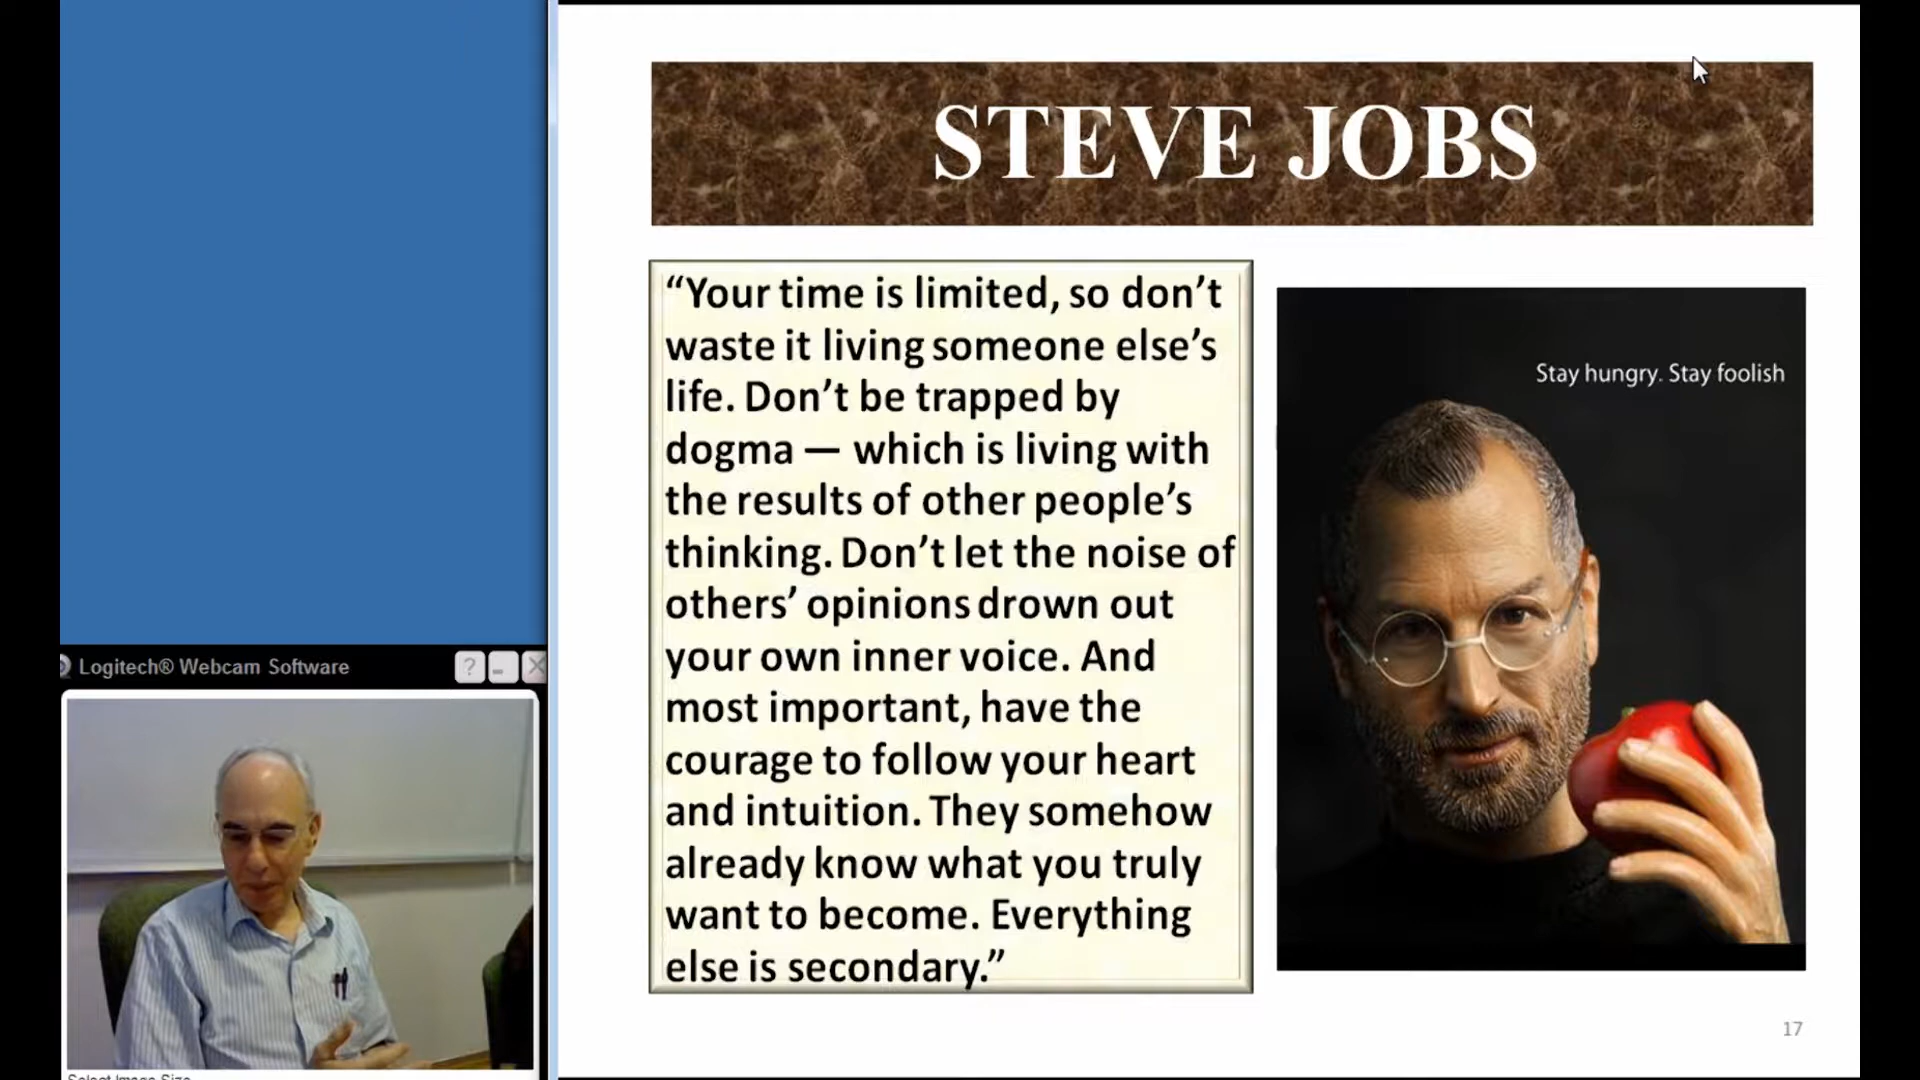 STEVE JOBS
“Your time is limited, so don’t
waste it living someone else’s
life. Don’t be trapped by
dogma — which is living with
the results of other people’s
thinking. Don’t let the noise of
others’ opinions drown out
your own inner voice. And
most important, have the
courage to follow your heart
and intuition. They somehow
already know what you truly
want to become. Everything
else is secondary.”
Stay hungry. Stay foolish
17
Logitech® Webcam Software
?
Select Image Size